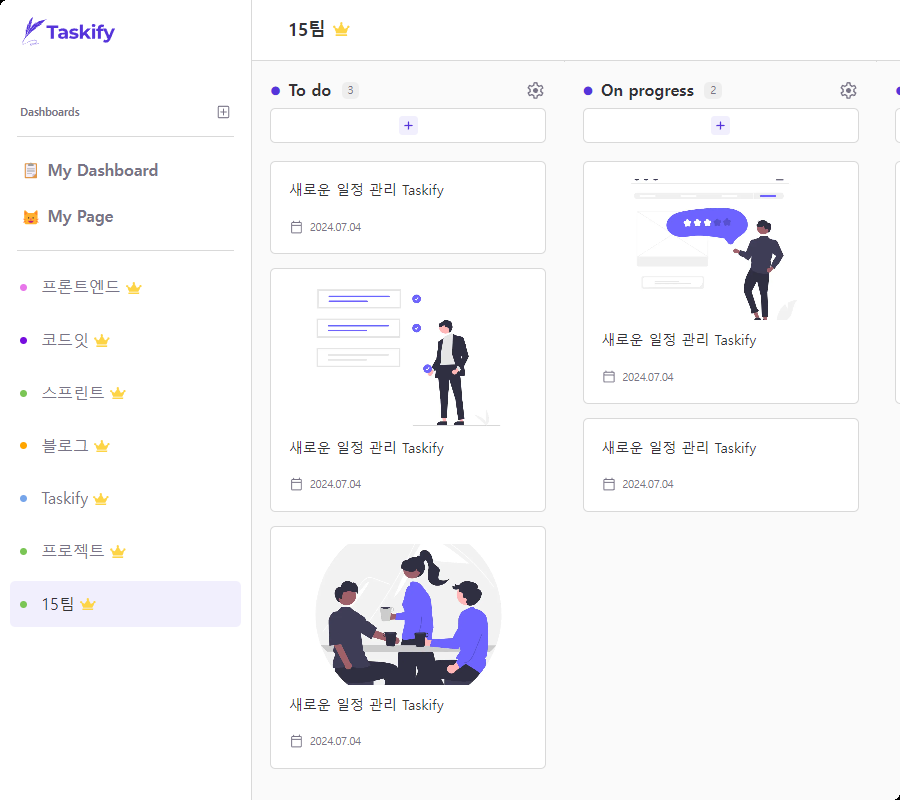 Taskify
Dashboards
My Dashboard
My Page
프론트엔드
코드잇
스프린트
블로그
Taskify
프로젝트
15팀
15팀
To do 3
+
새로운 일정 관리 Taskify
2024.07.04
새로운 일정 관리 Taskify
2024.07.04
새로운 일정 관리 Taskify
2024.07.04
On progress 2
+
새로운 일정 관리 Taskify
2024.07.04
새로운 일정 관리 Taskify
2024.07.04